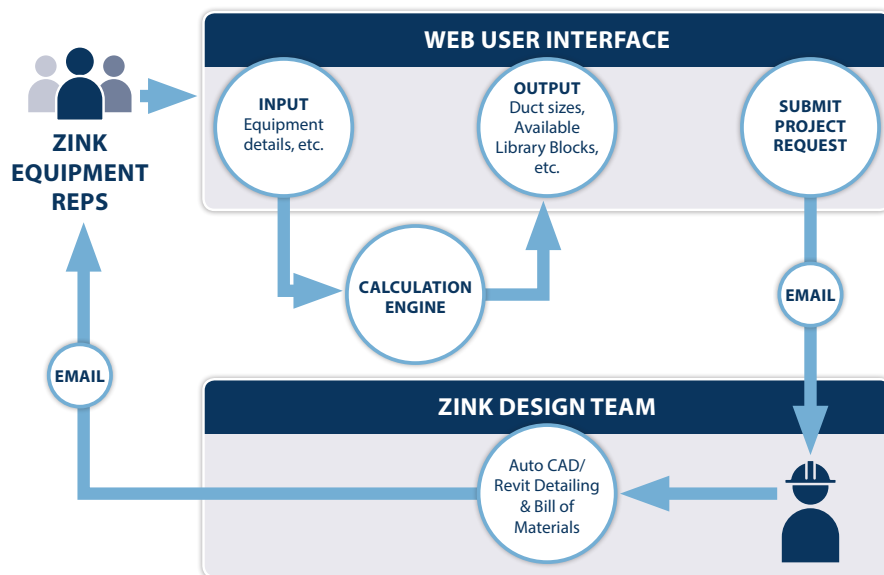 WEB USER INTERFACE
ZINK
EQUIPMENT
REPS
INPUT
Equipment
details, etc.
OUTPUT
Duct sizes,
Available
Library Blocks,
etc.
SUBMIT
PROJECT
REQUEST
CALCULATION
ENGINE
EMAIL
EMAIL
ZINK DESIGN TEAM
Auto CAD/
Revit Detailing
& Bill of
Materials